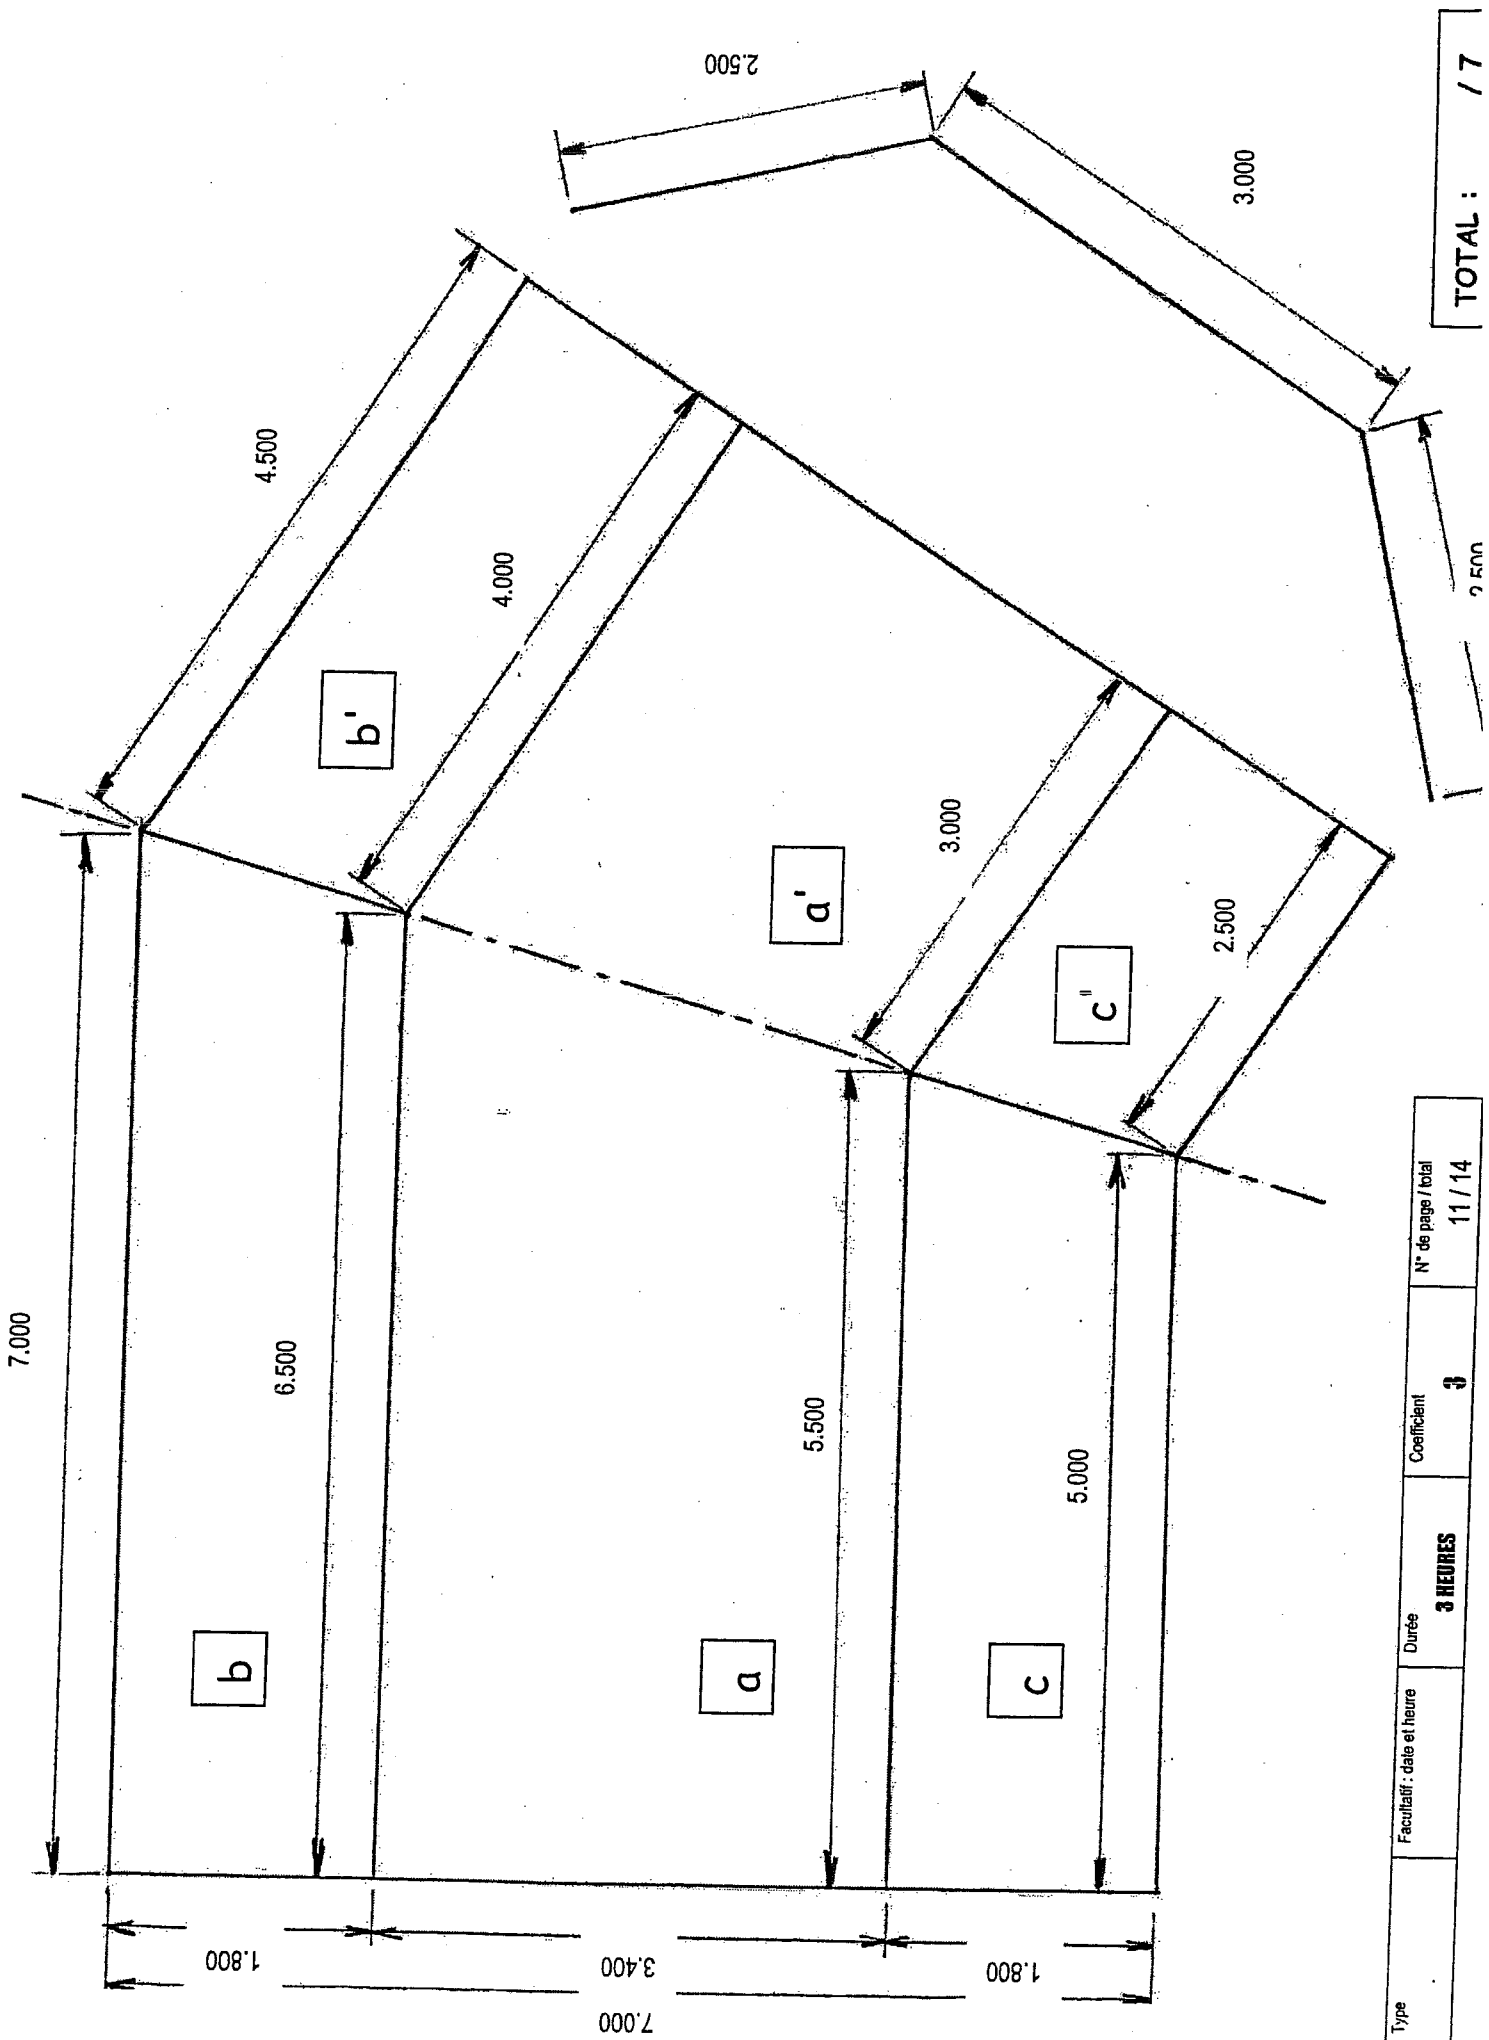 2.500
3.000
4.500
4.000
3.000
2.500
2.500
b'
a'
c"
7.000
6.500
5.500
5.000
b
a
c
1.800
3.400
1.800
7.000
TOTAL : / 7
Type
Facultatif : date et heure
Durée
3 HEURES
Coefficient
3
N° de page / total
11 / 14